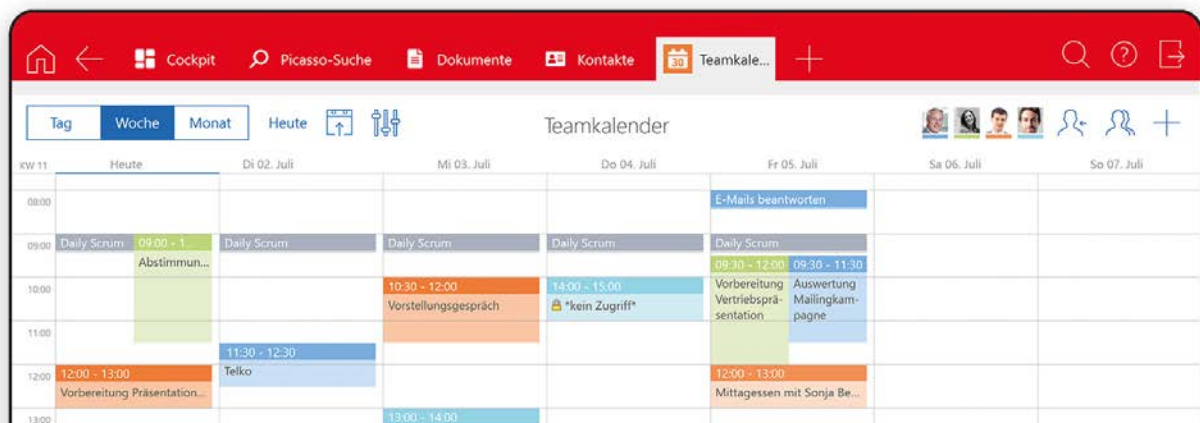 Cockpit
Picasso-Suche
Dokumente
Kontakte
30
Teamkale...
Tag
Woche
Monat
Heute
Teamkalender
KW 11
Heute
Di 02. Juli
Mi 03. Juli
Do 04. Juli
Fr 05. Juli
Sa 06. Juli
So 07. Juli
08:00
E-Mails beantworten
09:00
Daily Scrum
09:00 - 1...
Daily Scrum
Daily Scrum
Daily Scrum
Daily Scrum
Abstimmun...
09:30 - 12:00
09:30 - 11:30
10:00
10:30 - 12:00
14:00 - 15:00
Vorbereitung
Vertriebsprä-
sentation
Auswertung
Mailingkam-
pagne
Vorstellungsgespräch
*kein Zugriff*
11:00
11:30 - 12:30
Telko
12:00
12:00 - 13:00
12:00 - 13:00
Vorbereitung Präsentation...
Mittagessen mit Sonja Be...
13:00
13:00 - 14:00